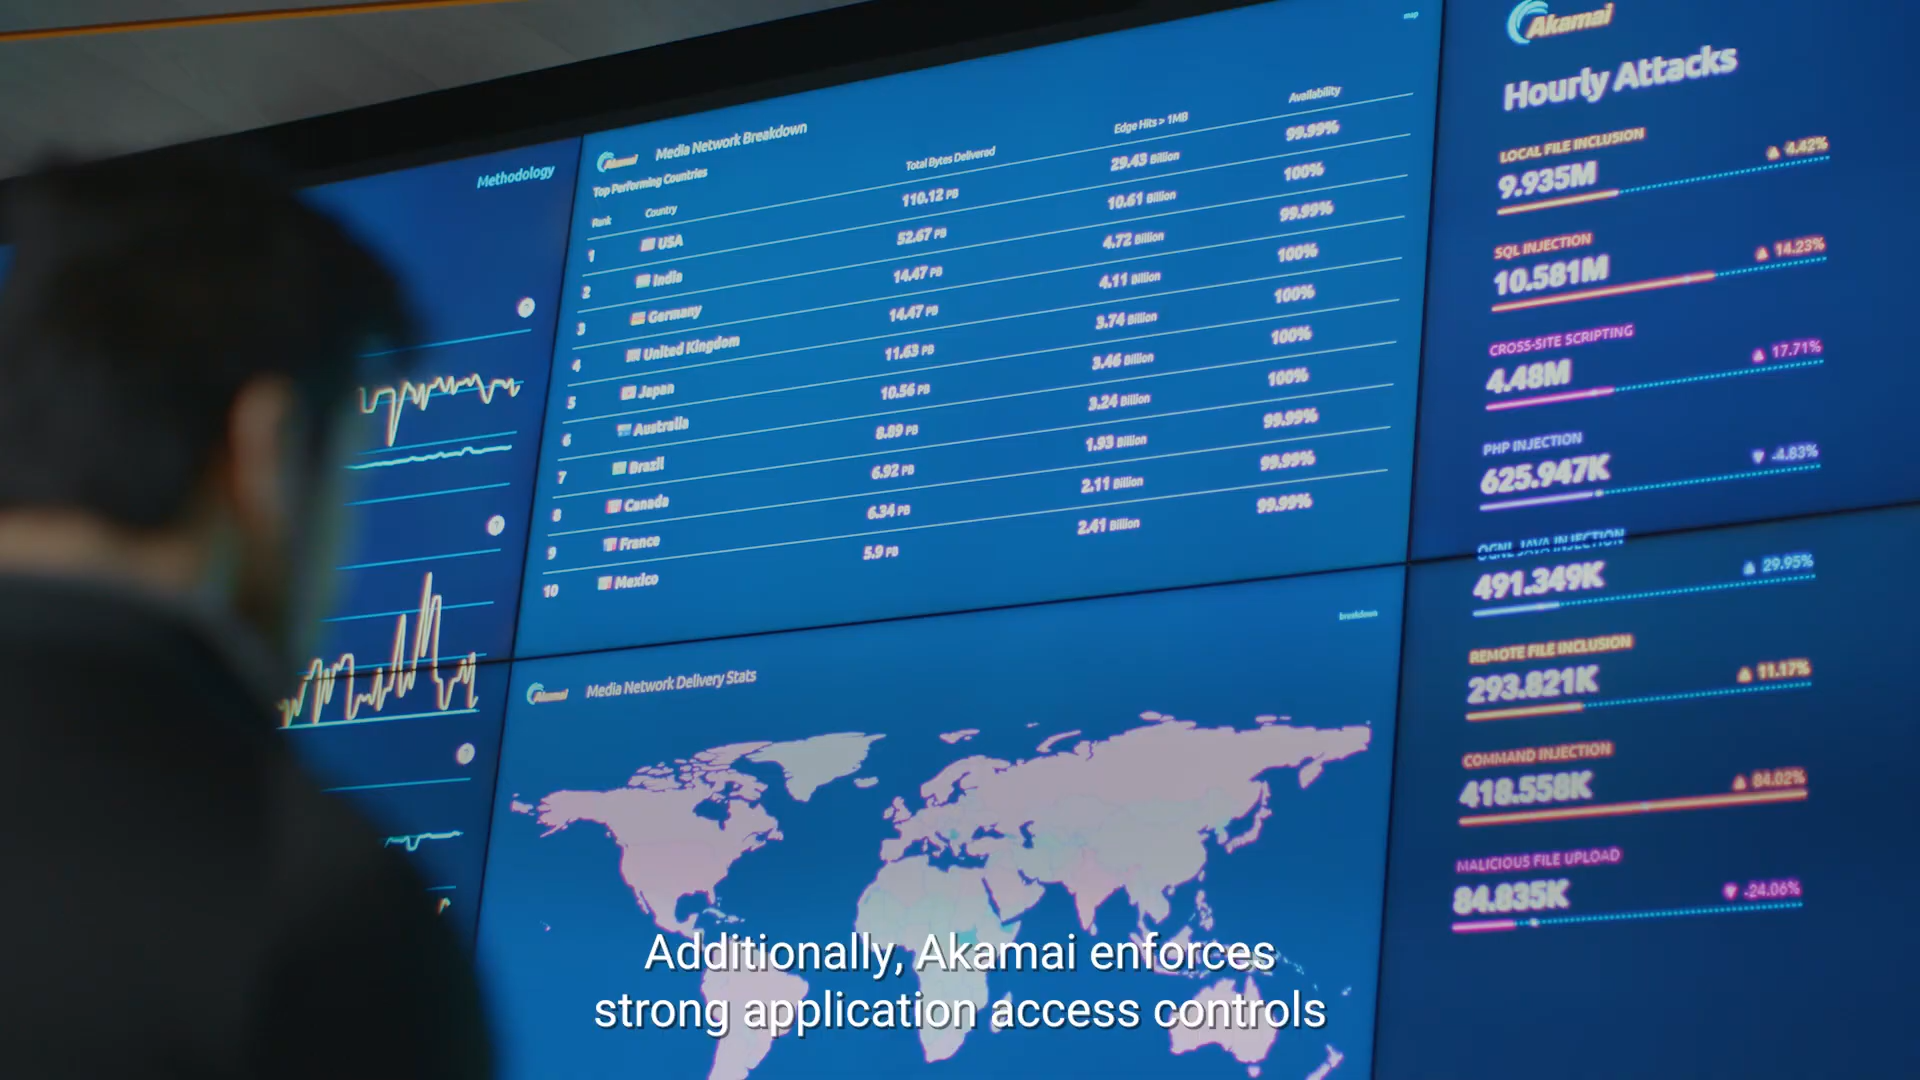 Methodology
Akamai Media Network Breakdown
map
Top Performing Countries
Rank Country Total Bytes Delivered Edge Hits > 1MB Availability
1 USA 110.12 PB 29.43 Billion 99.99%
2 India 52.67 PB 10.61 Billion 100%
3 Germany 14.47 PB 4.72 Billion 99.99%
4 United Kingdom 14.47 PB 4.11 Billion 100%
5 Japan 11.63 PB 3.74 Billion 100%
6 Australia 10.56 PB 3.46 Billion 100%
7 Brazil 8.89 PB 3.24 Billion 100%
8 Canada 6.92 PB 1.93 Billion 99.99%
9 France 6.34 PB 2.11 Billion 99.99%
10 Mexico 5.9 PB 2.41 Billion 99.99%
breakdown
Akamai Media Network Delivery Stats
Akamai
Hourly Attacks
LOCAL FILE INCLUSION
9.935M ▲ 4.42%
SQL INJECTION
10.581M ▲ 14.23%
CROSS-SITE SCRIPTING
4.48M ▲ 17.71%
PHP INJECTION
625.947K ▼ -4.83%
OGNL JAVA INJECTION
491.349K ▲ 29.95%
REMOTE FILE INCLUSION
293.821K ▲ 11.17%
COMMAND INJECTION
418.558K ▲ 84.02%
MALICIOUS FILE UPLOAD
84.835K ▼ -24.06%
Additionally, Akamai enforces
strong application access controls